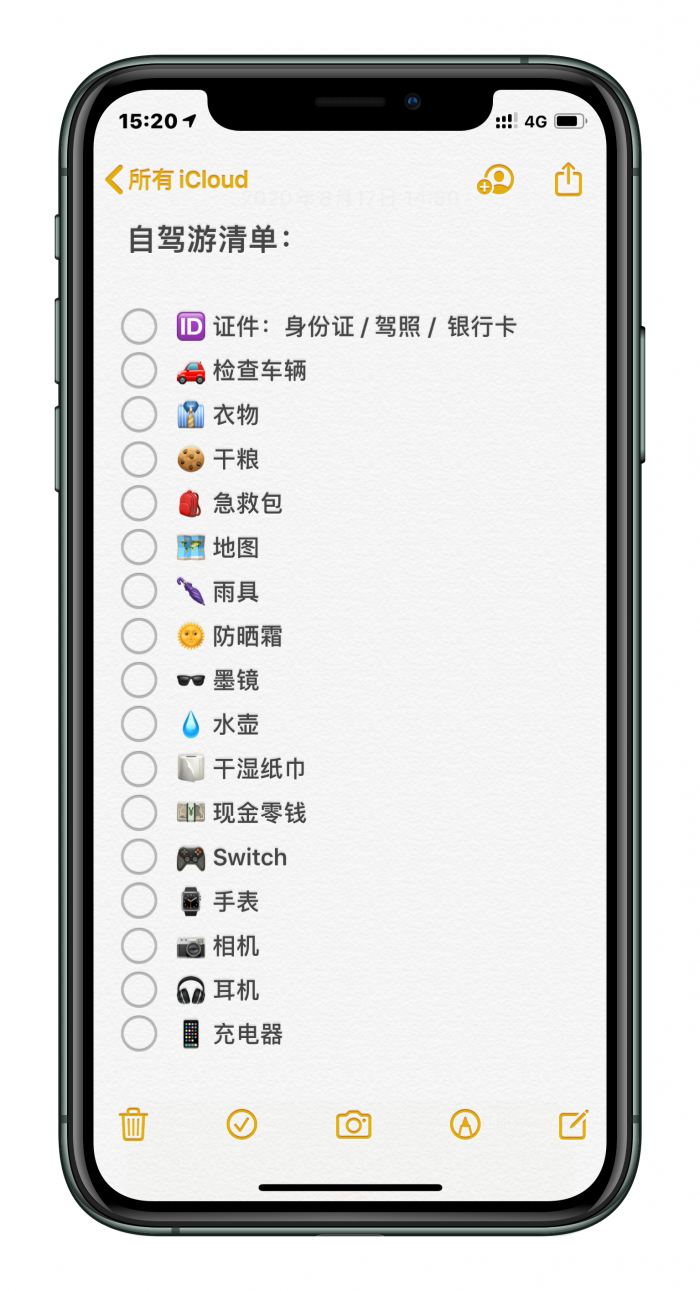 15:20 4G
所有 iCloud
2020年8月17日 14:50
自驾游清单：
🆔 证件：身份证 / 驾照 / 银行卡
🚗 检查车辆
👔 衣物
🍪 干粮
🎒 急救包
🗺️ 地图
🌂 雨具
🌞 防晒霜
🕶️ 墨镜
💧 水壶
🧻 干湿纸巾
💵 现金零钱
🎮 Switch
⌚ 手表
📷 相机
🎧 耳机
📱 充电器